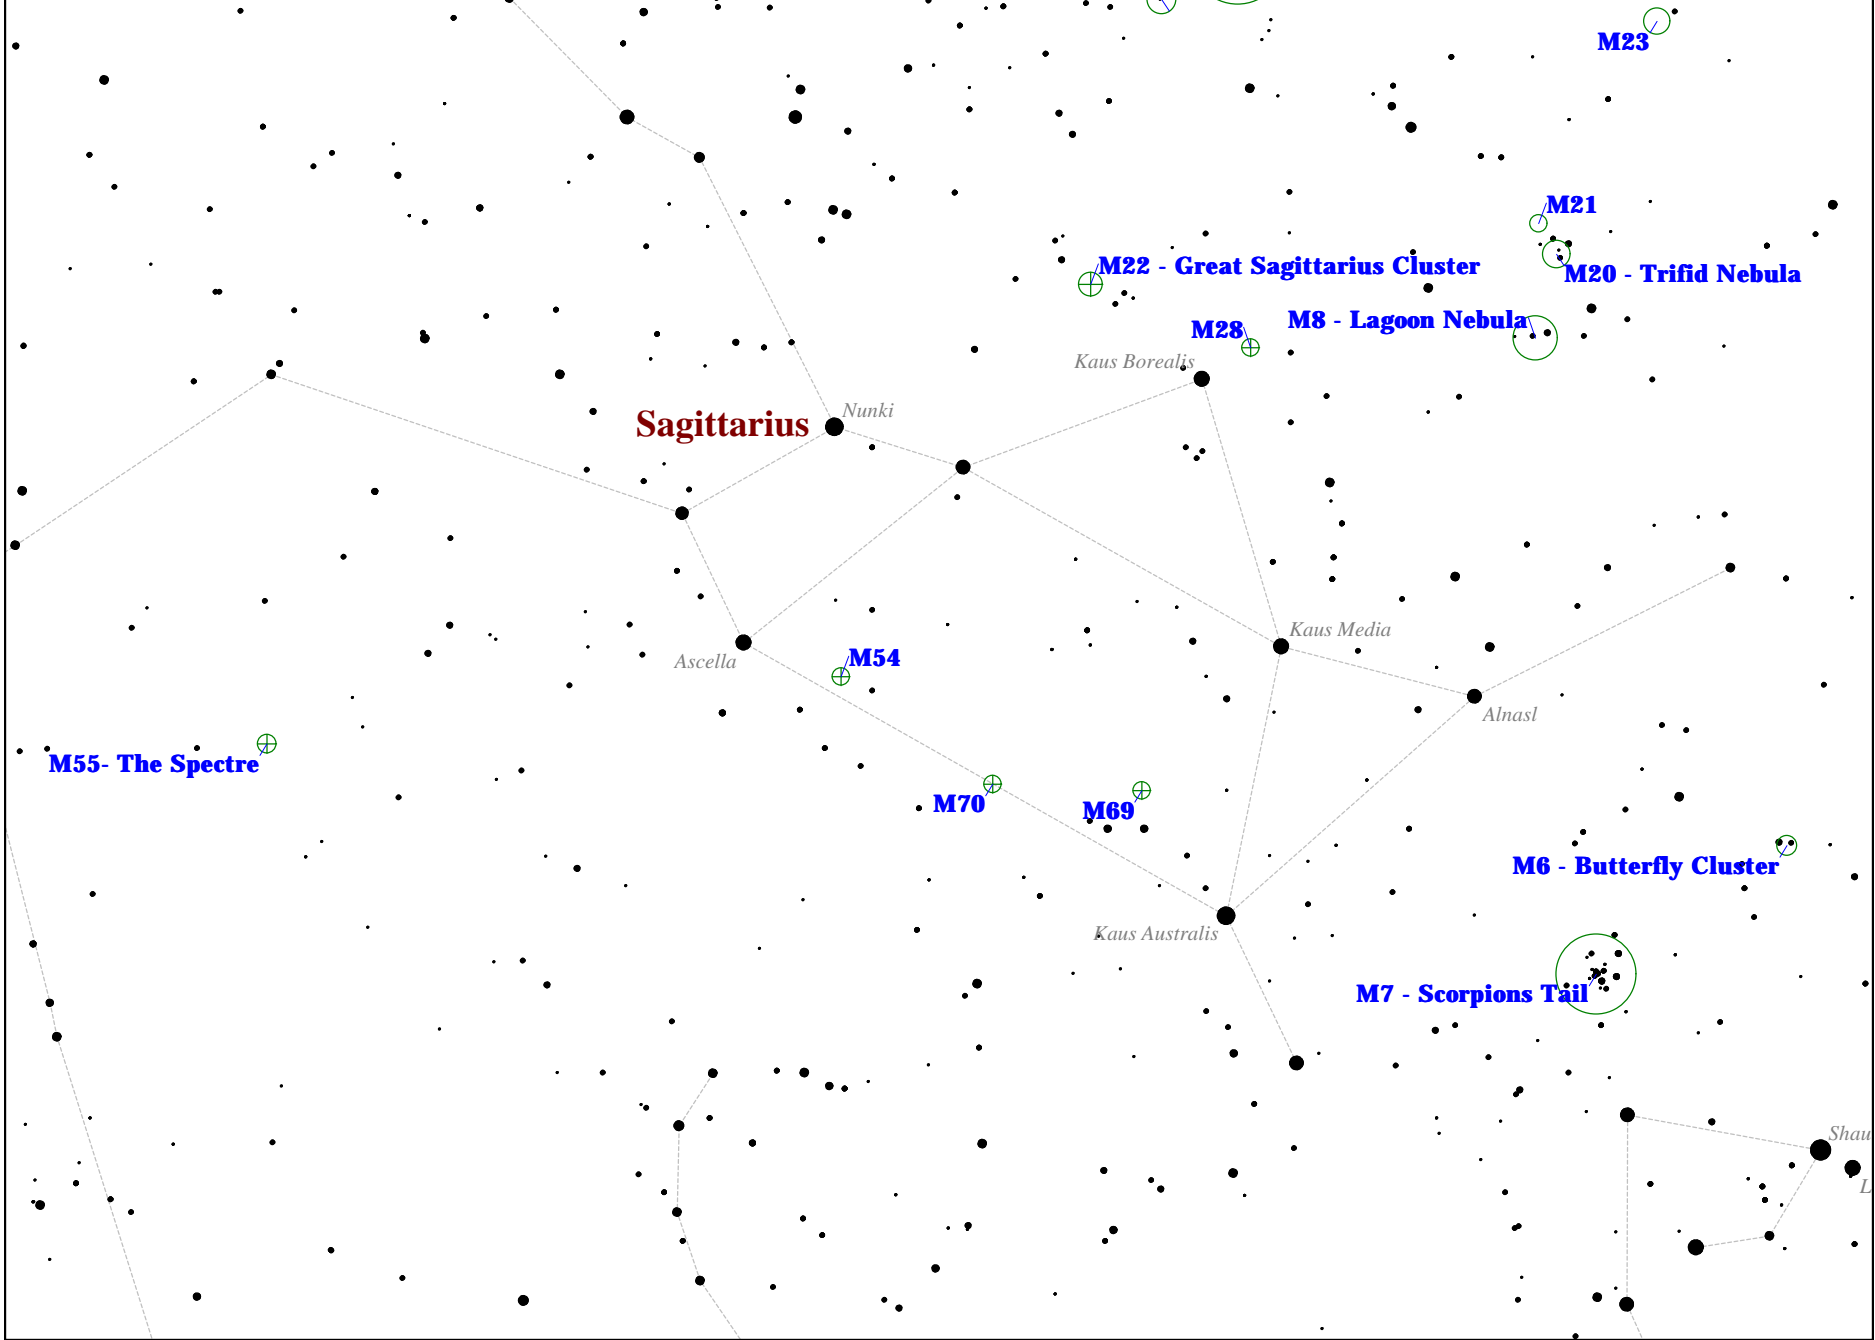 M23
M21
M22 - Great Sagittarius Cluster
M20 - Trifid Nebula
M8 - Lagoon Nebula
M28
Kaus Borealis
Nunki
Sagittarius
Kaus Media
Ascella
M54
Alnasl
M55- The Spectre
M70
M69
M6 - Butterfly Cluster
Kaus Australis
M7 - Scorpions Tail
Shau
L